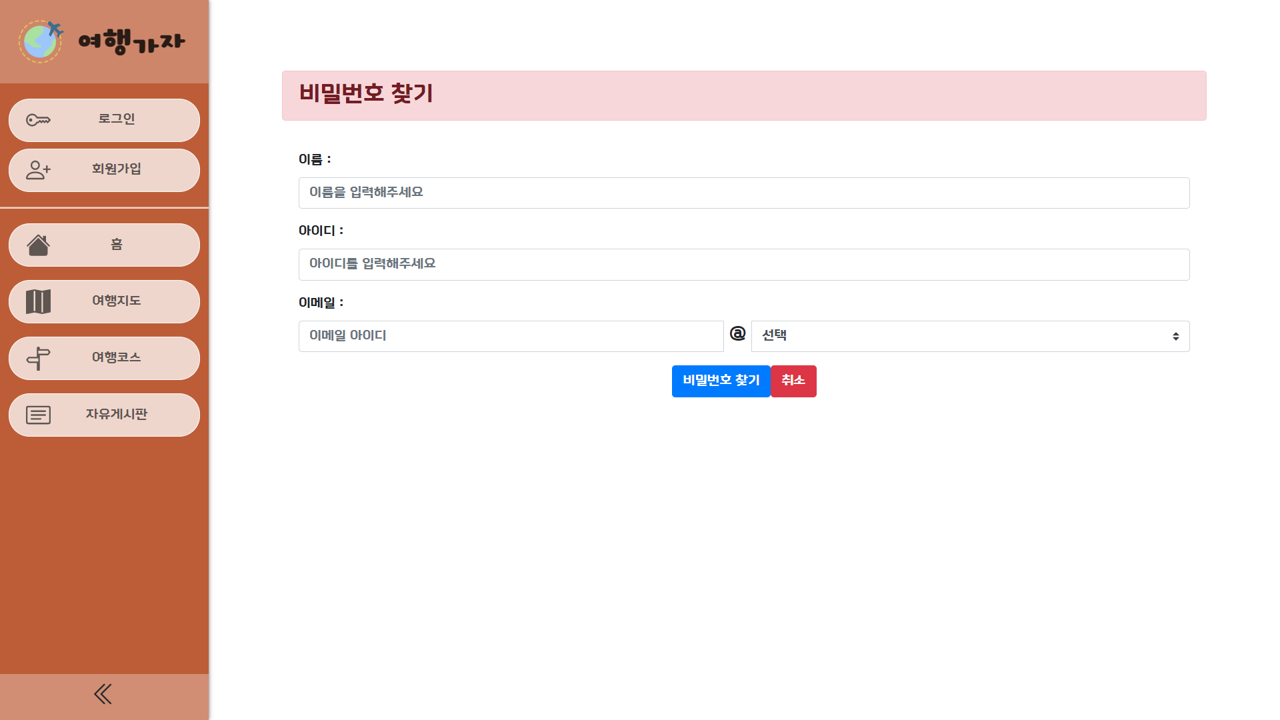 여행가자
로그인
회원가입
홈
여행지도
여행코스
자유게시판
비밀번호 찾기
이름 :
이름을 입력해주세요
아이디 :
아이디를 입력해주세요
이메일 :
이메일 아이디 @ 선택
비밀번호 찾기 취소